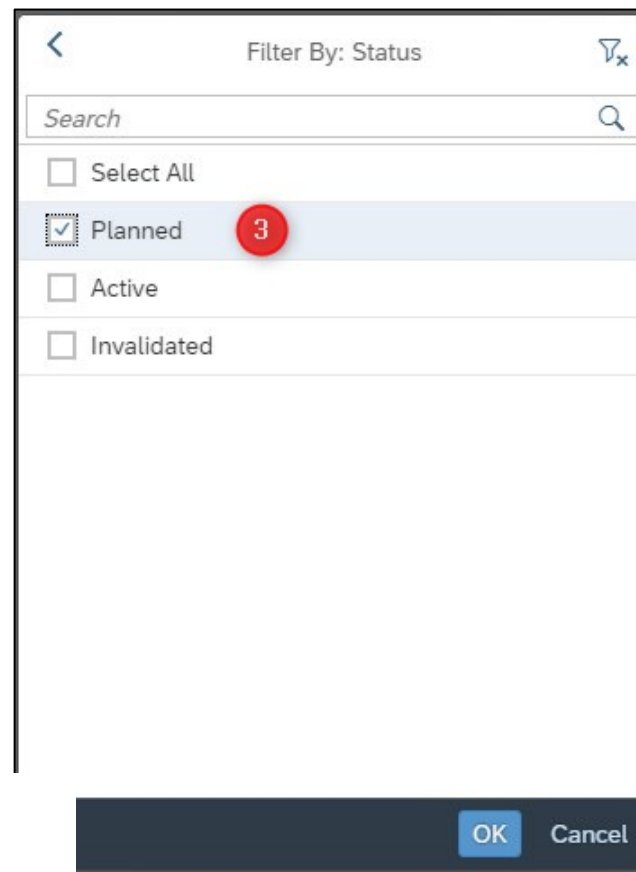 Filter By: Status
Search
Select All
Planned 3
Active
Invalidated
OK Cancel